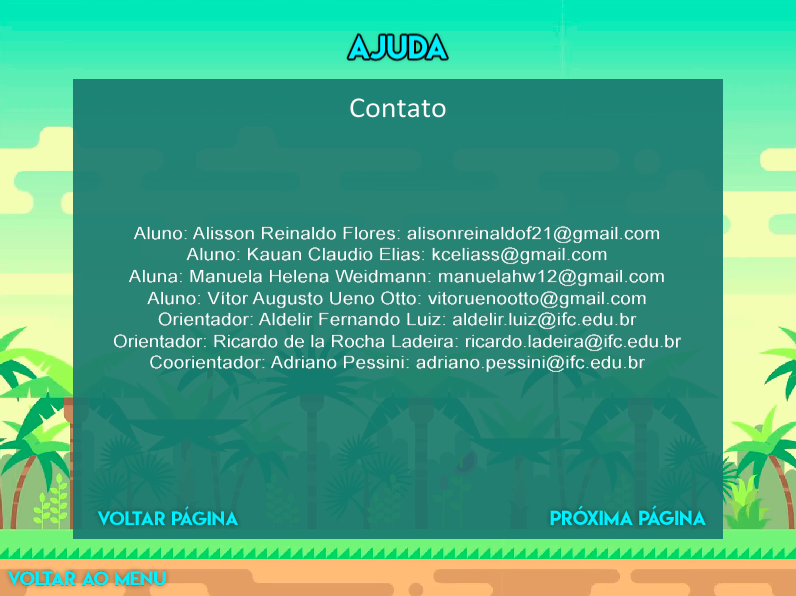 AJUDA
Contato
Aluno: Alisson Reinaldo Flores: alisonreinaldof21@gmail.com
Aluno: Kauan Claudio Elias: kceliass@gmail.com
Aluna: Manuela Helena Weidmann: manuelahw12@gmail.com
Aluno: Vitor Augusto Ueno Otto: vitoruenootto@gmail.com
Orientador: Aldelir Fernando Luiz: aldelir.luiz@ifc.edu.br
Orientador: Ricardo de la Rocha Ladeira: ricardo.ladeira@ifc.edu.br
Coorientador: Adriano Pessini: adriano.pessini@ifc.edu.br
VOLTAR PÁGINA
PRÓXIMA PÁGINA
VOLTAR AO MENU